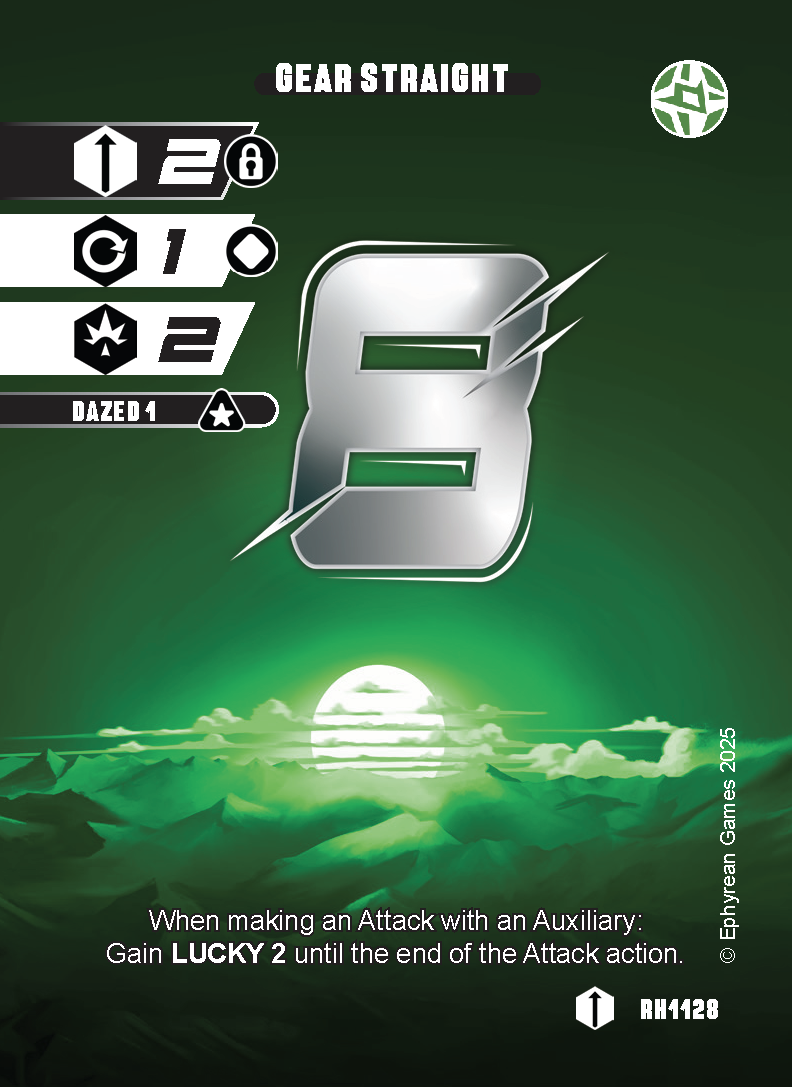 GEAR STRAIGHT
2
1
2
DAZED 1
8
When making an Attack with an Auxiliary:
Gain LUCKY 2 until the end of the Attack action.
© Ephyrean Games 2025
RH1128